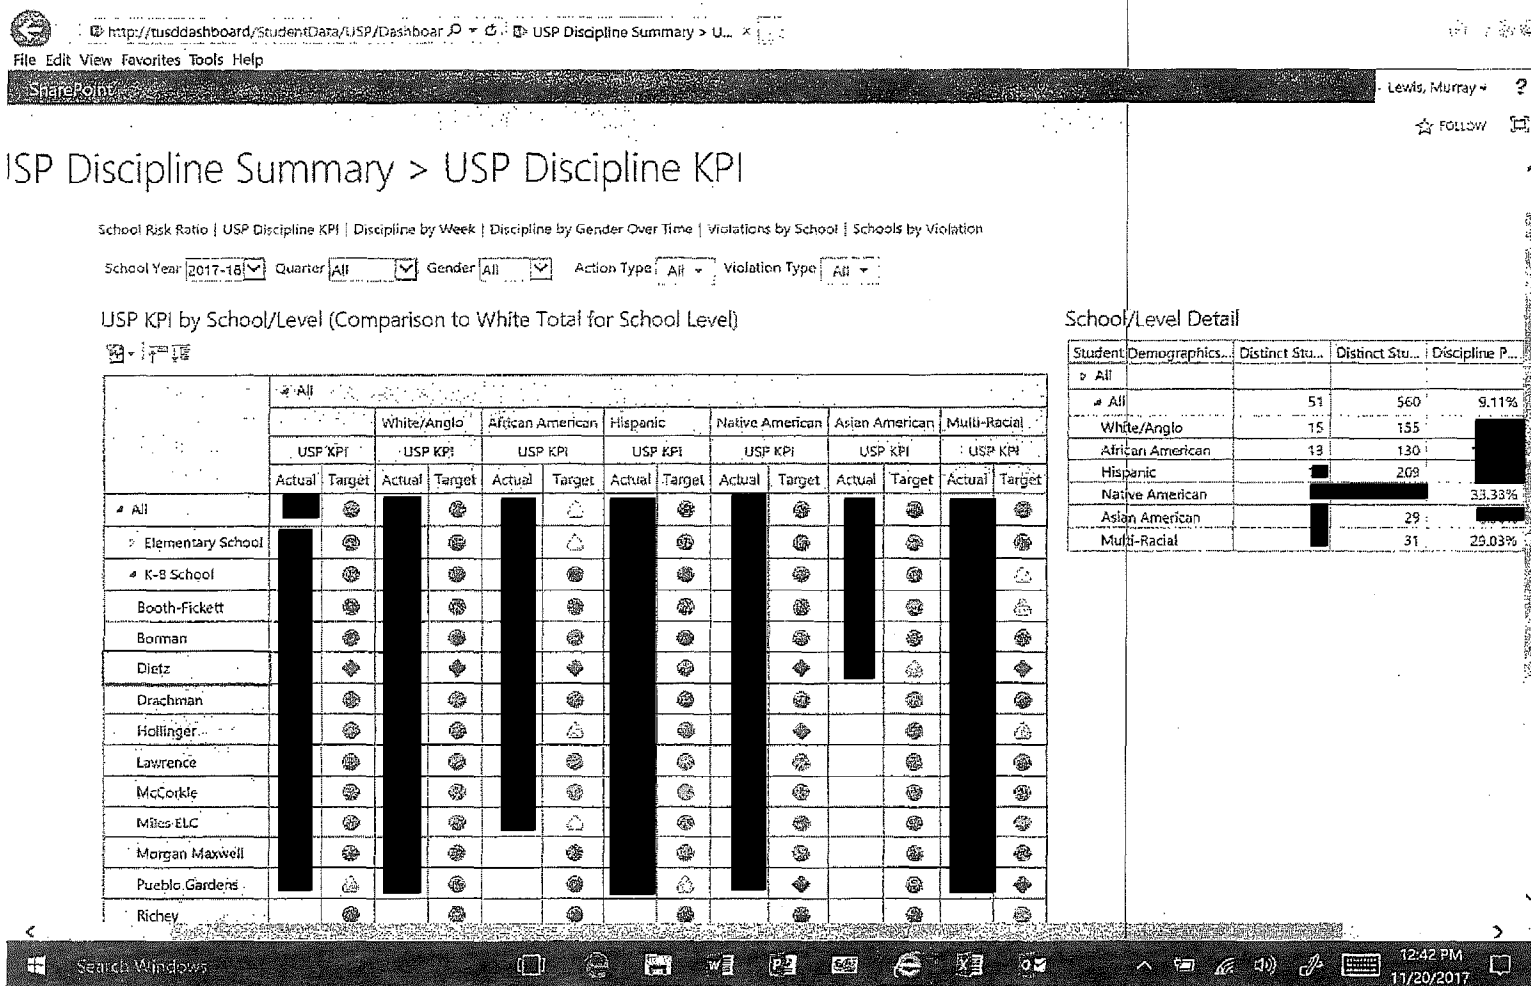 http://tusddashboard/StudentData/USP/Dashboar USP Discipline Summary > U... ×
File Edit View Favorites Tools Help
SharePoint Lewis, Murray ?
FOLLOW
USP Discipline Summary > USP Discipline KPI
School Risk Ratio | USP Discipline KPI | Discipline by Week | Discipline by Gender Over Time | Violations by School | Schools by Violation
School Year 2017-18 Quarter All Gender All Action Type All Violation Type All
USP KPI by School/Level (Comparison to White Total for School Level)
All
White/Anglo African American Hispanic Native American Asian American Multi-Racial
USP KPI USP KPI USP KPI USP KPI USP KPI USP KPI USP KPI
Actual Target Actual Target Actual Target Actual Target Actual Target Actual Target Actual Target
All
Elementary School
K-8 School
Booth-Fickett
Borman
Dietz
Drachman
Hollinger
Lawrence
McCorkle
Miles ELC
Morgan Maxwell
Pueblo Gardens
Richey
School/Level Detail
Student Demographics... Distinct Stu... Distinct Stu... Discipline P...
All
All 51 560 9.11%
White/Anglo 15 155
African American 13 130
Hispanic 209
Native American 33.33%
Asian American 29
Multi-Racial 31 29.03%
Search Windows
12:42 PM
11/20/2017